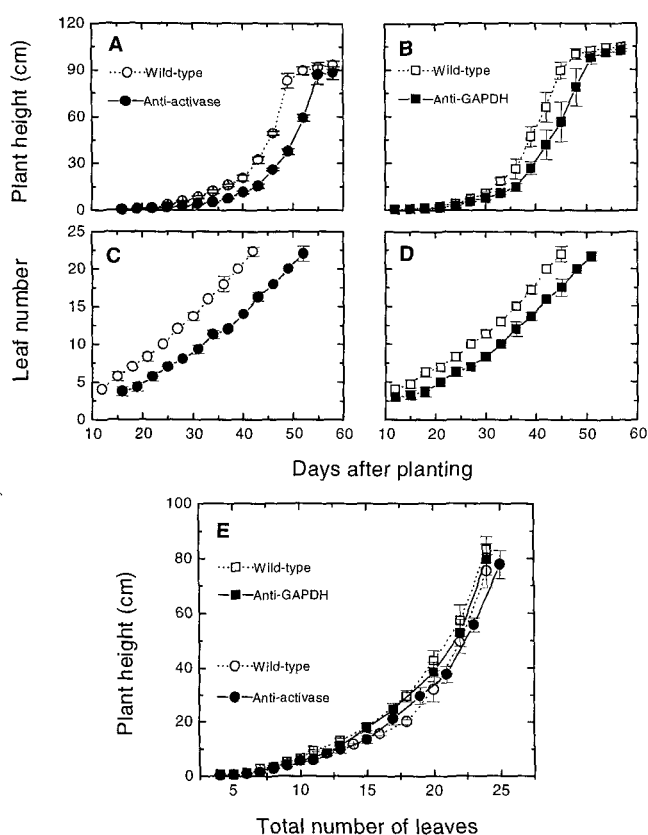 Plant height (cm)
120
90
60
30
0
A
Wild-type
Anti-activase
B
Wild-type
Anti-GAPDH
Leaf number
25
20
15
10
5
0
C
D
10 20 30 40 50 60
10 20 30 40 50 60
Days after planting
Plant height (cm)
100
80
60
40
20
0
E
Wild-type
Anti-GAPDH
Wild-type
Anti-activase
5 10 15 20 25
Total number of leaves